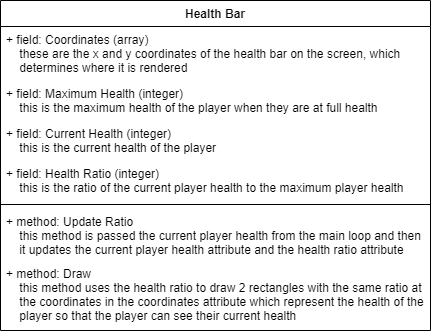 Health Bar
+ field: Coordinates (array)
these are the x and y coordinates of the health bar on the screen, which
determines where it is rendered
+ field: Maximum Health (integer)
this is the maximum health of the player when they are at full health
+ field: Current Health (integer)
this is the current health of the player
+ field: Health Ratio (integer)
this is the ratio of the current player health to the maximum player health
+ method: Update Ratio
this method is passed the current player health from the main loop and then
it updates the current player health attribute and the health ratio attribute
+ method: Draw
this method uses the health ratio to draw 2 rectangles with the same ratio at
the coordinates in the coordinates attribute which represent the health of the
player so that the player can see their current health